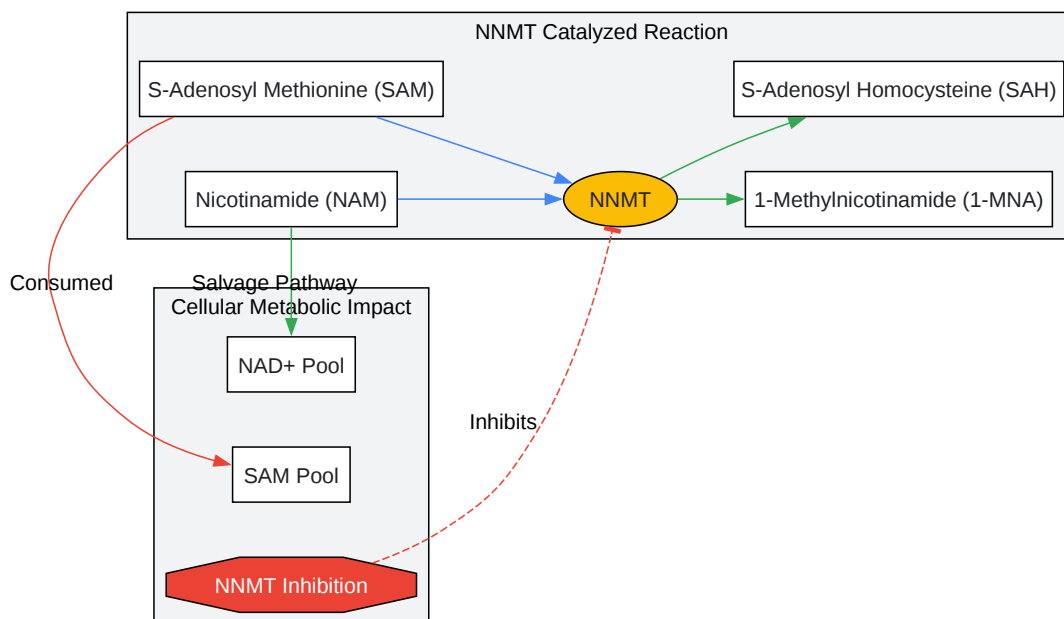 NNMT Catalyzed Reaction
S-Adenosyl Methionine (SAM)
S-Adenosyl Homocysteine (SAH)
Nicotinamide (NAM)
NNMT
1-Methylnicotinamide (1-MNA)
Consumed
Salvage Pathway
Cellular Metabolic Impact
NAD+ Pool
Inhibits
SAM Pool
NNMT Inhibition